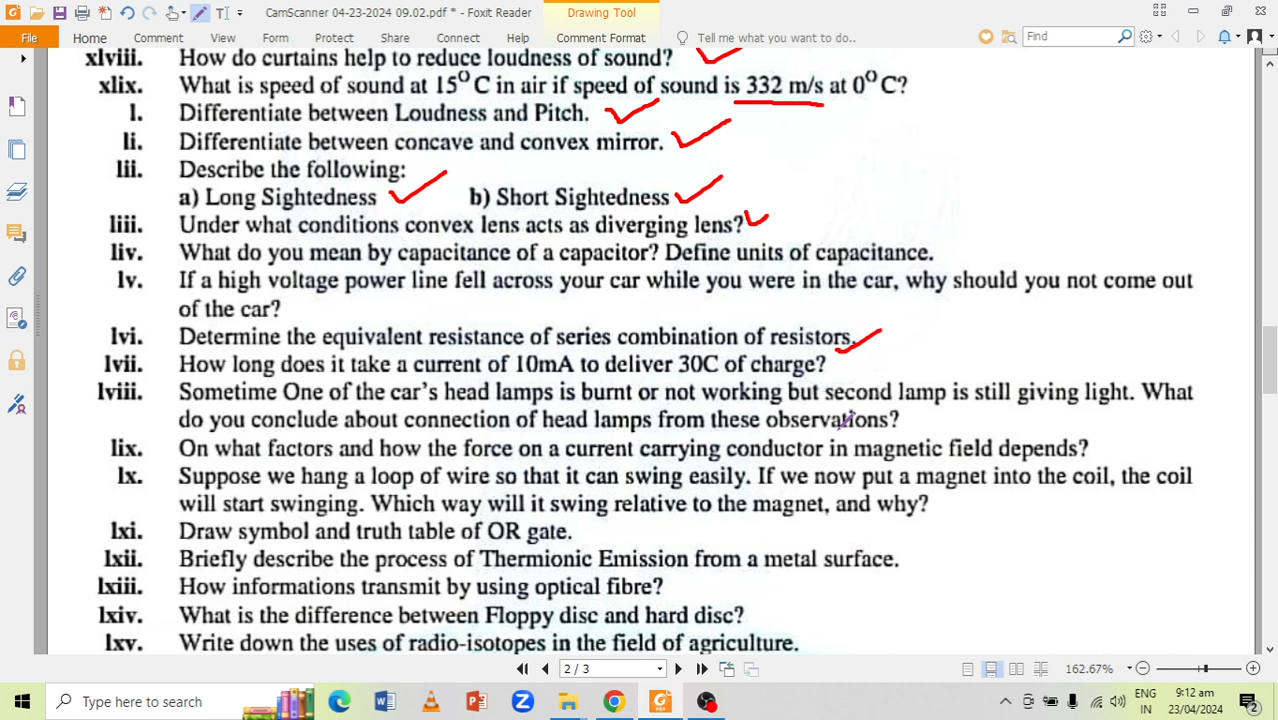 CamScanner 04-23-2024 09.02.pdf * - Foxit Reader
Drawing Tool
File Home Comment View Form Protect Share Connect Help Comment Format Tell me what you want to do.. Find
xlviii. How do curtains help to reduce loudness of sound?
xlix. What is speed of sound at 15⁰ C in air if speed of sound is 332 m/s at 0⁰ C?
l. Differentiate between Loudness and Pitch.
li. Differentiate between concave and convex mirror.
lii. Describe the following:
a) Long Sightedness b) Short Sightedness
liii. Under what conditions convex lens acts as diverging lens?
liv. What do you mean by capacitance of a capacitor? Define units of capacitance.
lv. If a high voltage power line fell across your car while you were in the car, why should you not come out
of the car?
lvi. Determine the equivalent resistance of series combination of resistors.
lvii. How long does it take a current of 10mA to deliver 30C of charge?
lviii. Sometime One of the car's head lamps is burnt or not working but second lamp is still giving light. What
do you conclude about connection of head lamps from these observations?
lix. On what factors and how the force on a current carrying conductor in magnetic field depends?
lx. Suppose we hang a loop of wire so that it can swing easily. If we now put a magnet into the coil, the coil
will start swinging. Which way will it swing relative to the magnet, and why?
lxi. Draw symbol and truth table of OR gate.
lxii. Briefly describe the process of Thermionic Emission from a metal surface.
lxiii. How informations transmit by using optical fibre?
lxiv. What is the difference between Floppy disc and hard disc?
lxv. Write down the uses of radio-isotopes in the field of agriculture.
2 / 3 162.67%
Type here to search
ENG
IN
9:12 am
23/04/2024
2